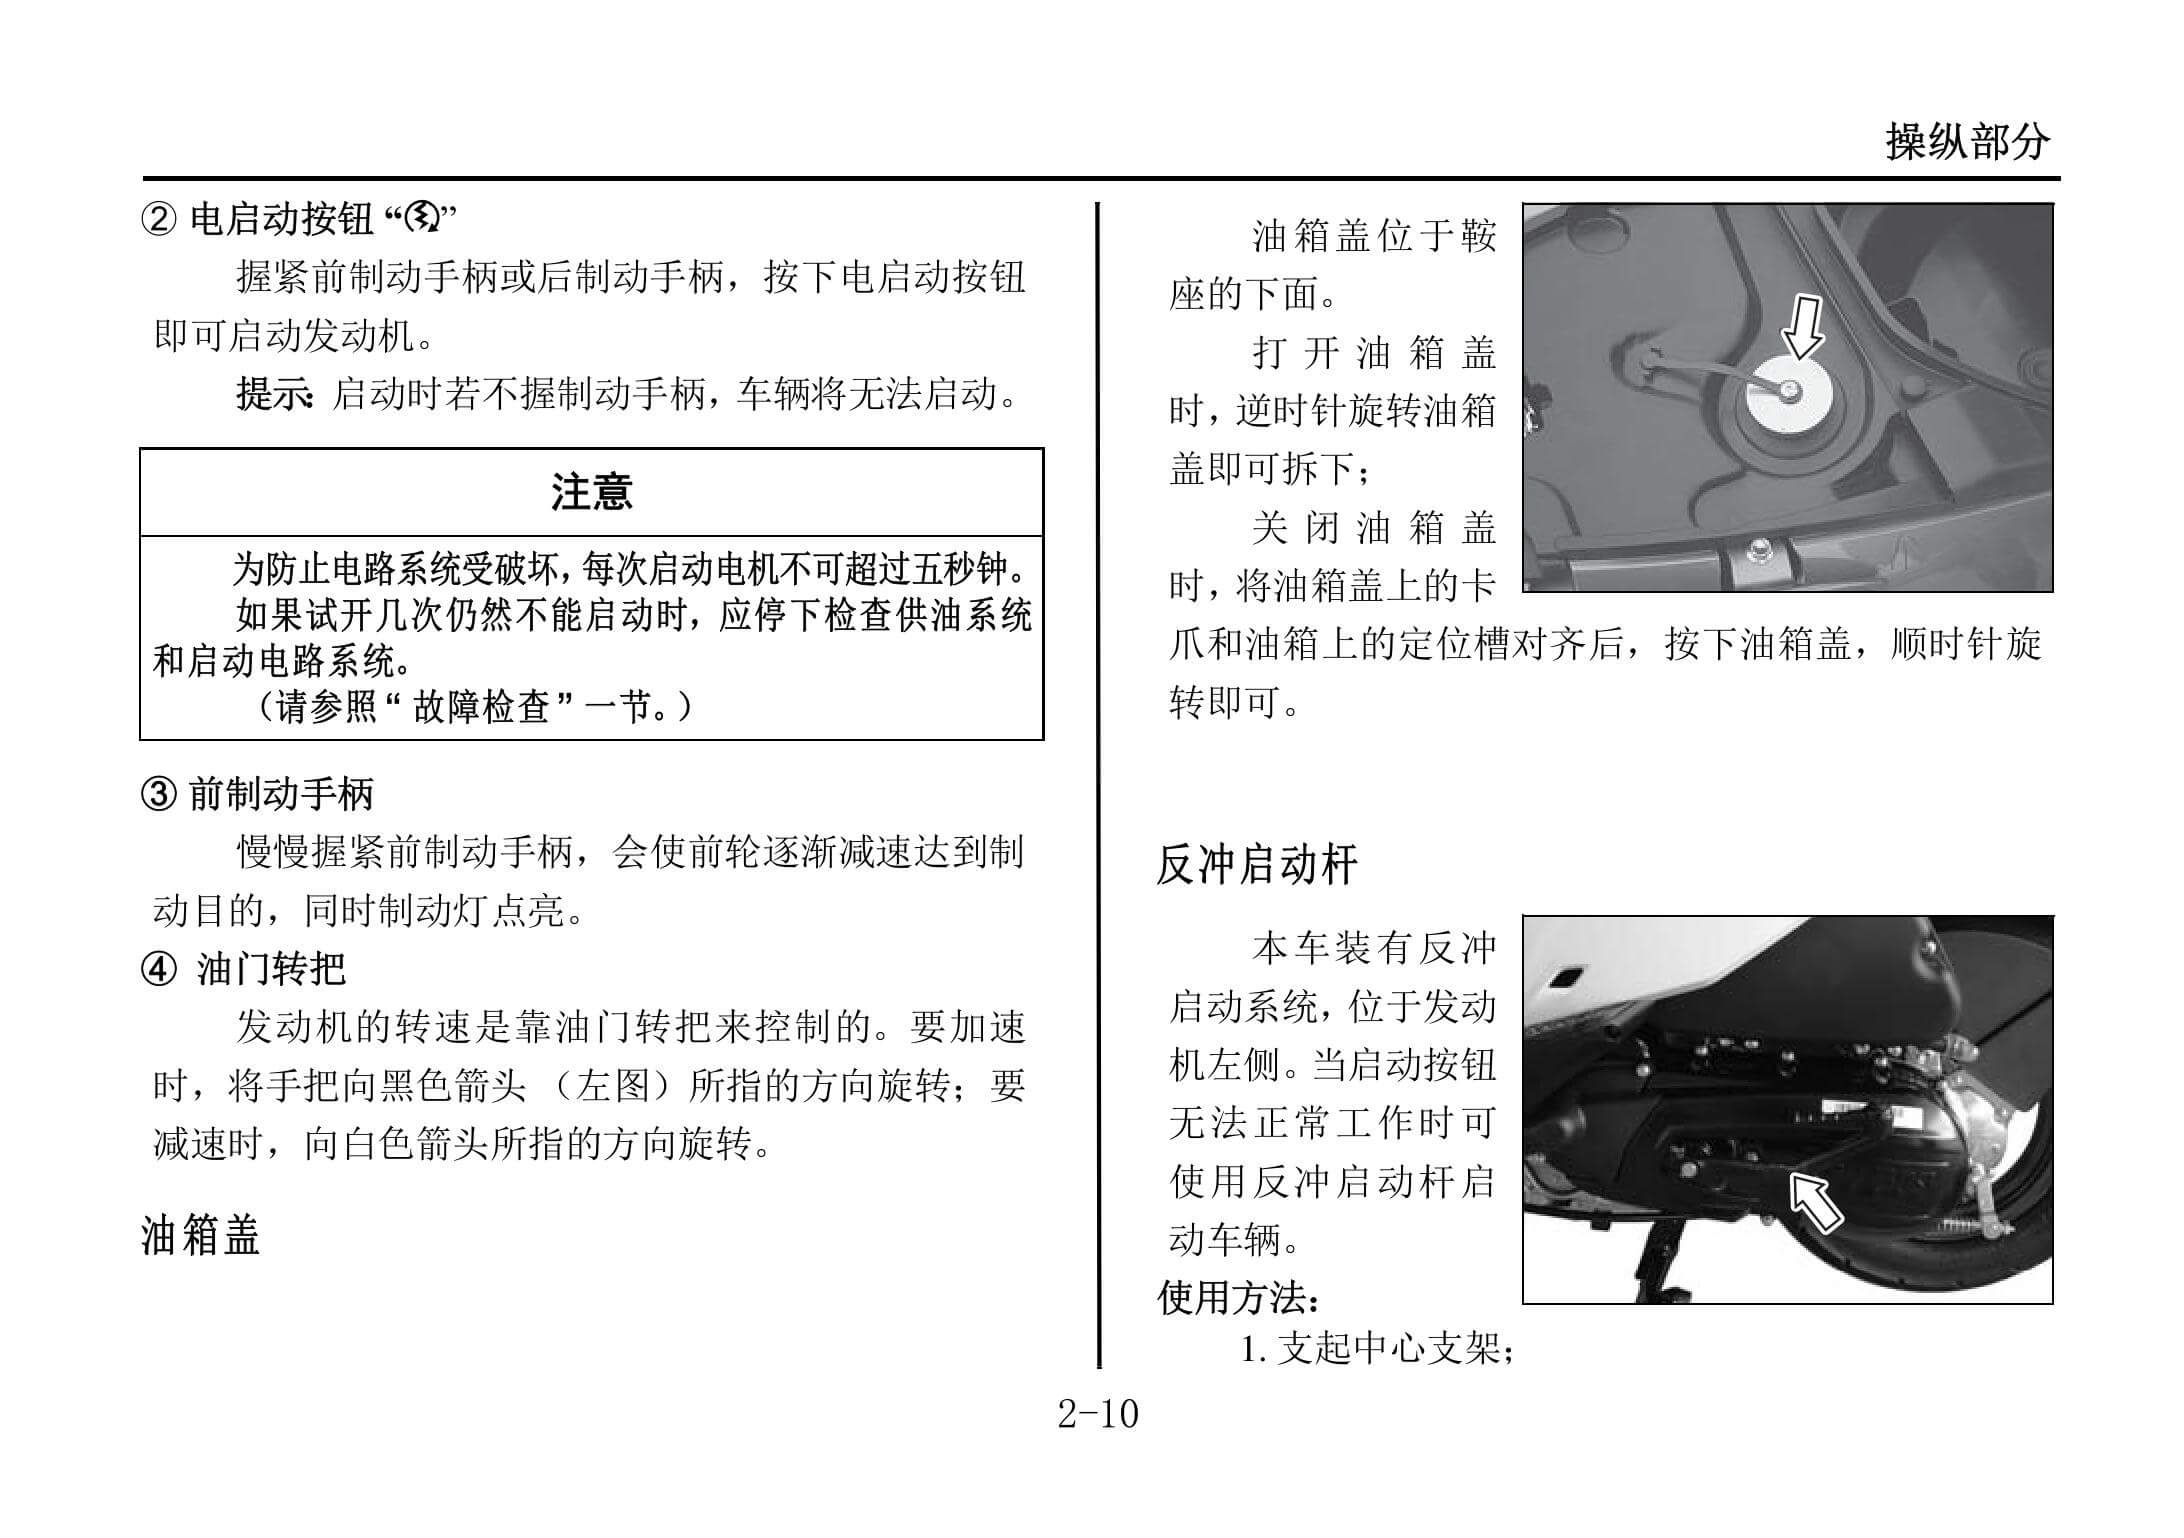 操纵部分
② 电启动按钮 “”
握紧前制动手柄或后制动手柄，按下电启动按钮
即可启动发动机。
提示：启动时若不握制动手柄，车辆将无法启动。
注意
为防止电路系统受破坏，每次启动电机不可超过五秒钟。
如果试开几次仍然不能启动时，应停下检查供油系统
和启动电路系统。
（请参照“故障检查”一节。）
③ 前制动手柄
慢慢握紧前制动手柄，会使前轮逐渐减速达到制
动目的，同时制动灯点亮。
④ 油门转把
发动机的转速是靠油门转把来控制的。要加速
时，将手把向黑色箭头（左图）所指的方向旋转；要
减速时，向白色箭头所指的方向旋转。
油箱盖
油箱盖位于鞍
座的下面。
打开油箱盖
时，逆时针旋转油箱
盖即可拆下；
关闭油箱盖
时，将油箱盖上的卡
爪和油箱上的定位槽对齐后，按下油箱盖，顺时针旋
转即可。
反冲启动杆
本车装有反冲
启动系统，位于发动
机左侧。当启动按钮
无法正常工作时可
使用反冲启动杆启
动车辆。
使用方法：
1. 支起中心支架；
2-10